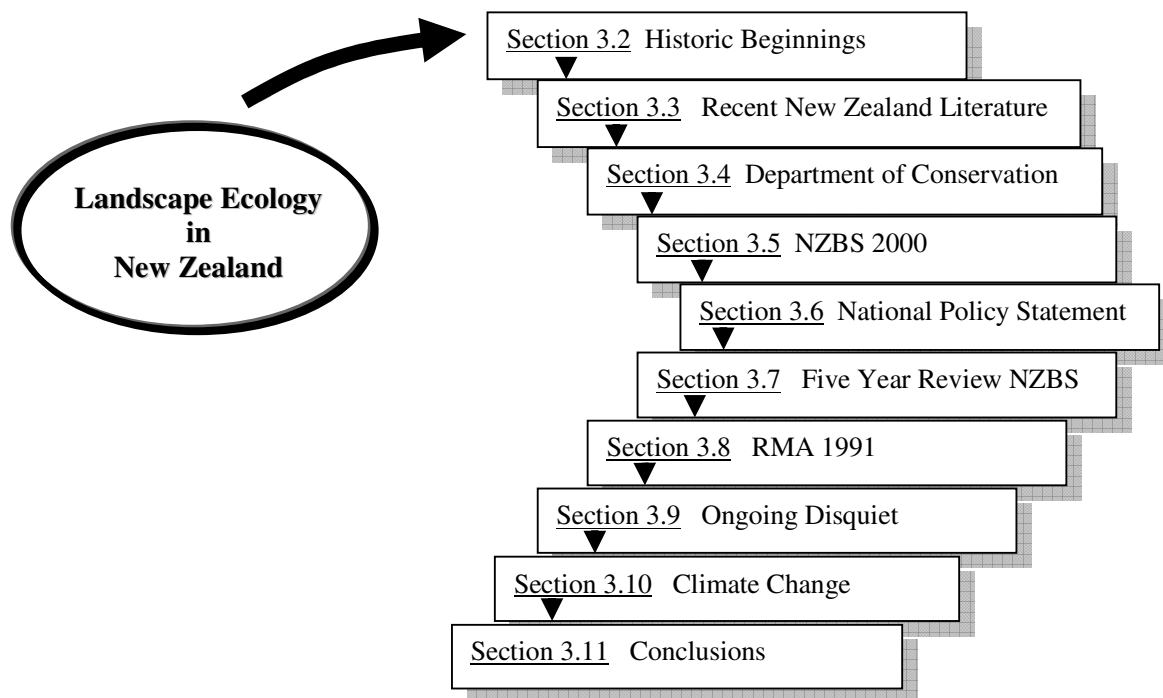 Landscape Ecology
in
New Zealand
Section 3.2 Historic Beginnings
Section 3.3 Recent New Zealand Literature
Section 3.4 Department of Conservation
Section 3.5 NZBS 2000
Section 3.6 National Policy Statement
Section 3.7 Five Year Review NZBS
Section 3.8 RMA 1991
Section 3.9 Ongoing Disquiet
Section 3.10 Climate Change
Section 3.11 Conclusions